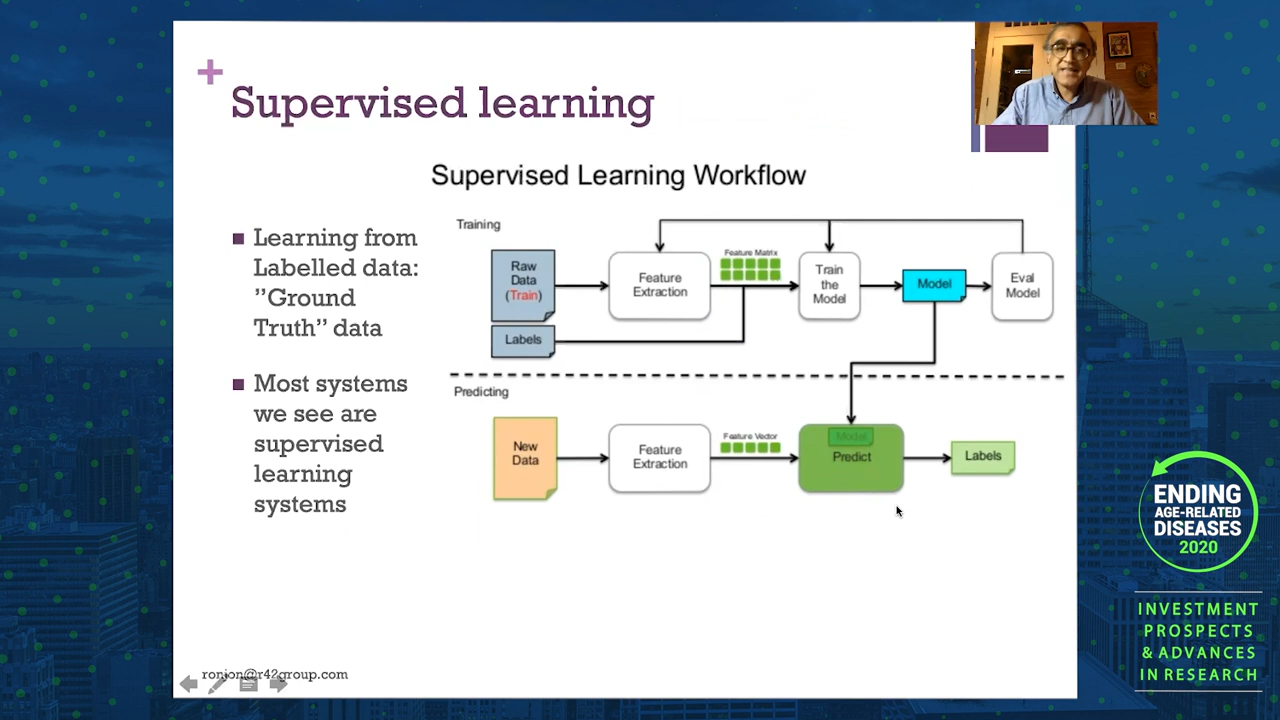 +
Supervised learning
Supervised Learning Workflow
Learning from
Labelled data:
”Ground
Truth” data
Most systems
we see are
supervised
learning
systems
Training
Raw
Data
(Train)
Labels
Feature
Extraction
Feature Matrix
Train
the
Model
Model
Eval
Model
Predicting
New
Data
Feature
Extraction
Feature Vector
Model
Predict
Labels
ronjon@r42group.com
ENDING
AGE-RELATED
DISEASES
2020
INVESTMENT
PROSPECTS
& ADVANCES
IN RESEARCH